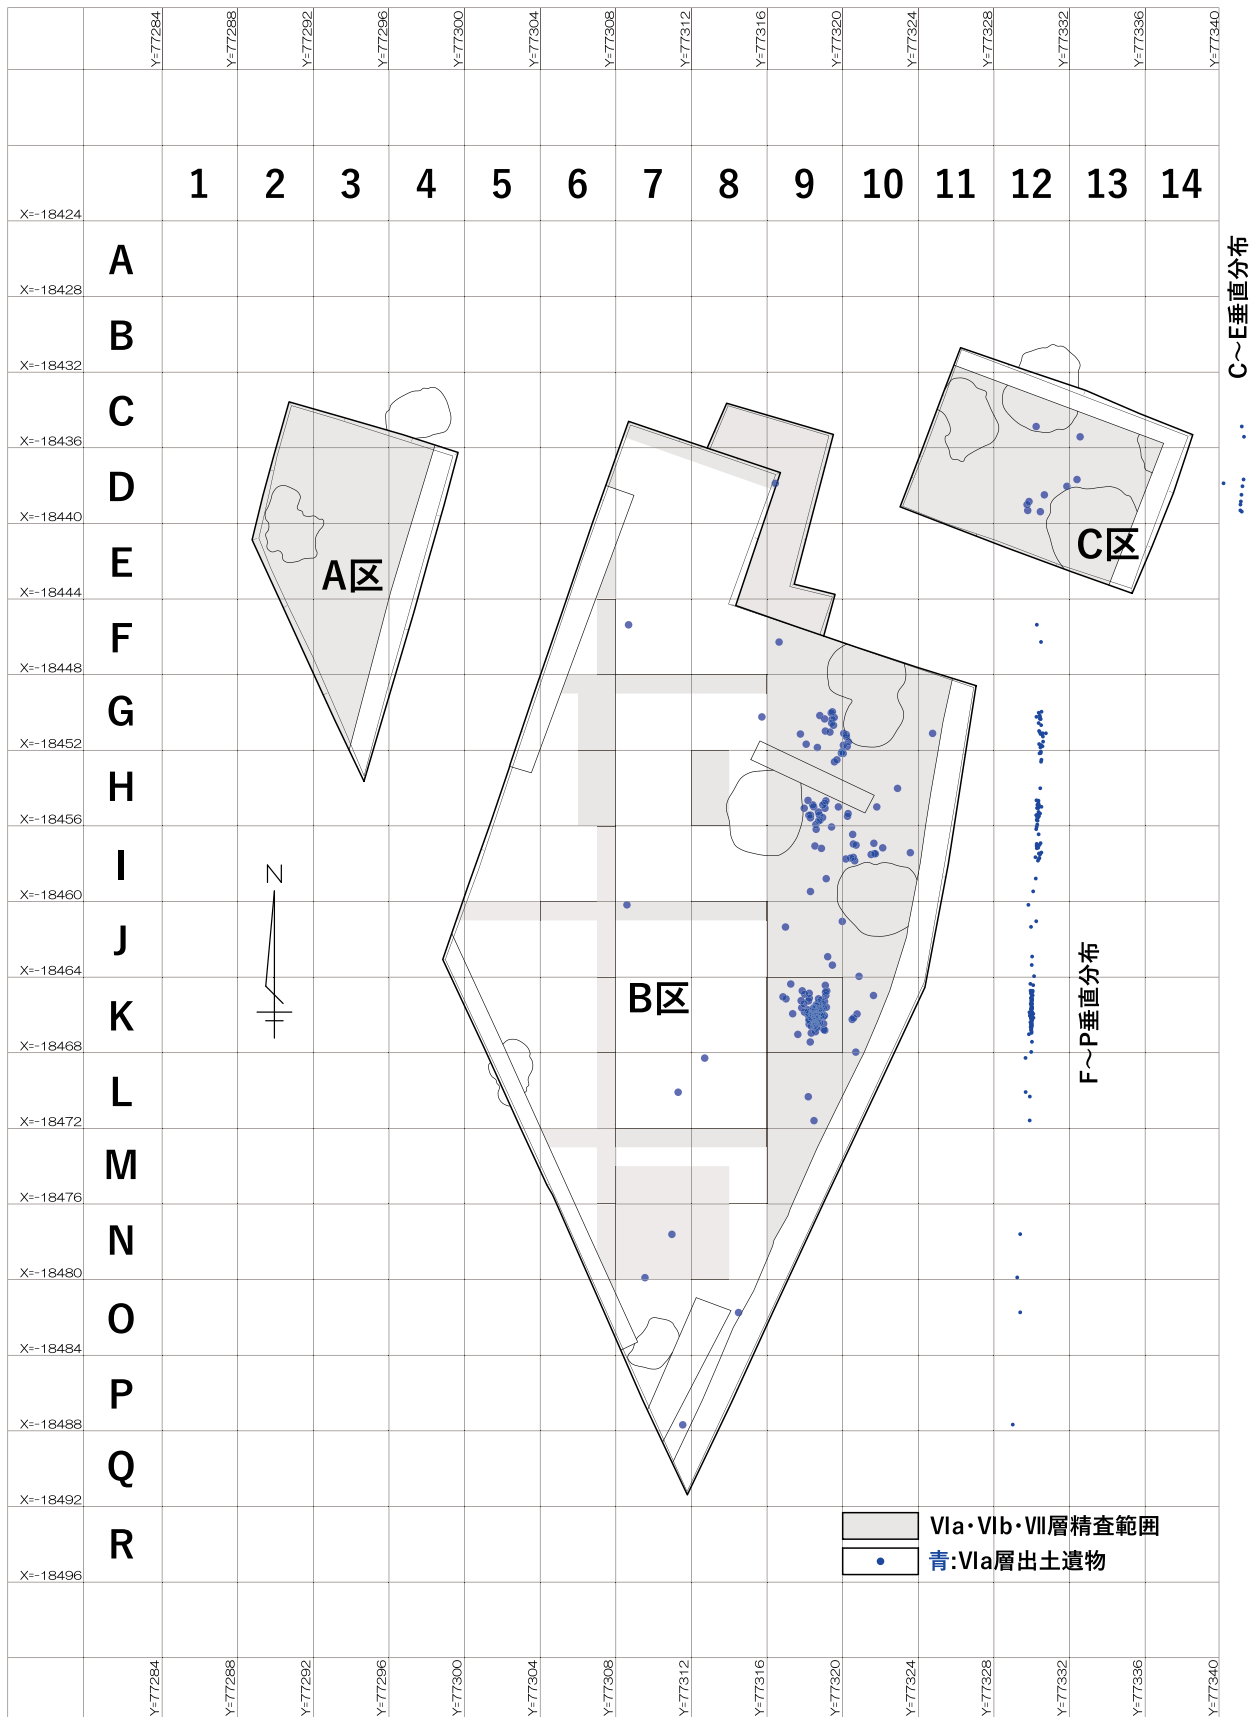 Y=77284 Y=77288 Y=77292 Y=77296 Y=77300 Y=77304 Y=77308 Y=77312 Y=77316 Y=77320 Y=77324 Y=77328 Y=77332 Y=77336 Y=77340
1 2 3 4 5 6 7 8 9 10 11 12 13 14
X=-18424
A
X=-18428
B
X=-18432
C
X=-18436
D
X=-18440
E
X=-18444
F
X=-18448
G
X=-18452
H
X=-18456
I
X=-18460
J
X=-18464
K
X=-18468
L
X=-18472
M
X=-18476
N
X=-18480
O
X=-18484
P
X=-18488
Q
X=-18492
R
X=-18496
A区
B区
C区
N
C～E垂直分布
F～P垂直分布
Ⅵa・Ⅵb・Ⅶ層精査範囲
青:Ⅵa層出土遺物
Y=77284 Y=77288 Y=77292 Y=77296 Y=77300 Y=77304 Y=77308 Y=77312 Y=77316 Y=77320 Y=77324 Y=77328 Y=77332 Y=77336 Y=77340